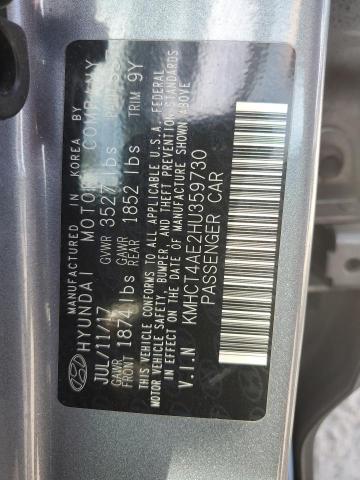 MANUFACTURED IN KOREA BY
HYUNDAI MOTOR COMPANY
JUL/11/17 GVWR 3527 lbs
GAWR FRONT 1874 lbs GAWR REAR 1852 lbs TRIM 9Y
THIS VEHICLE CONFORMS TO ALL APPLICABLE U.S.A. FEDERAL
MOTOR VEHICLE SAFETY, BUMPER, AND THEFT PREVENTION STANDARDS
IN EFFECT ON THE DATE OF MANUFACTURE SHOWN ABOVE
V.I.N KMHCT4AE2HU359730
PASSENGER CAR